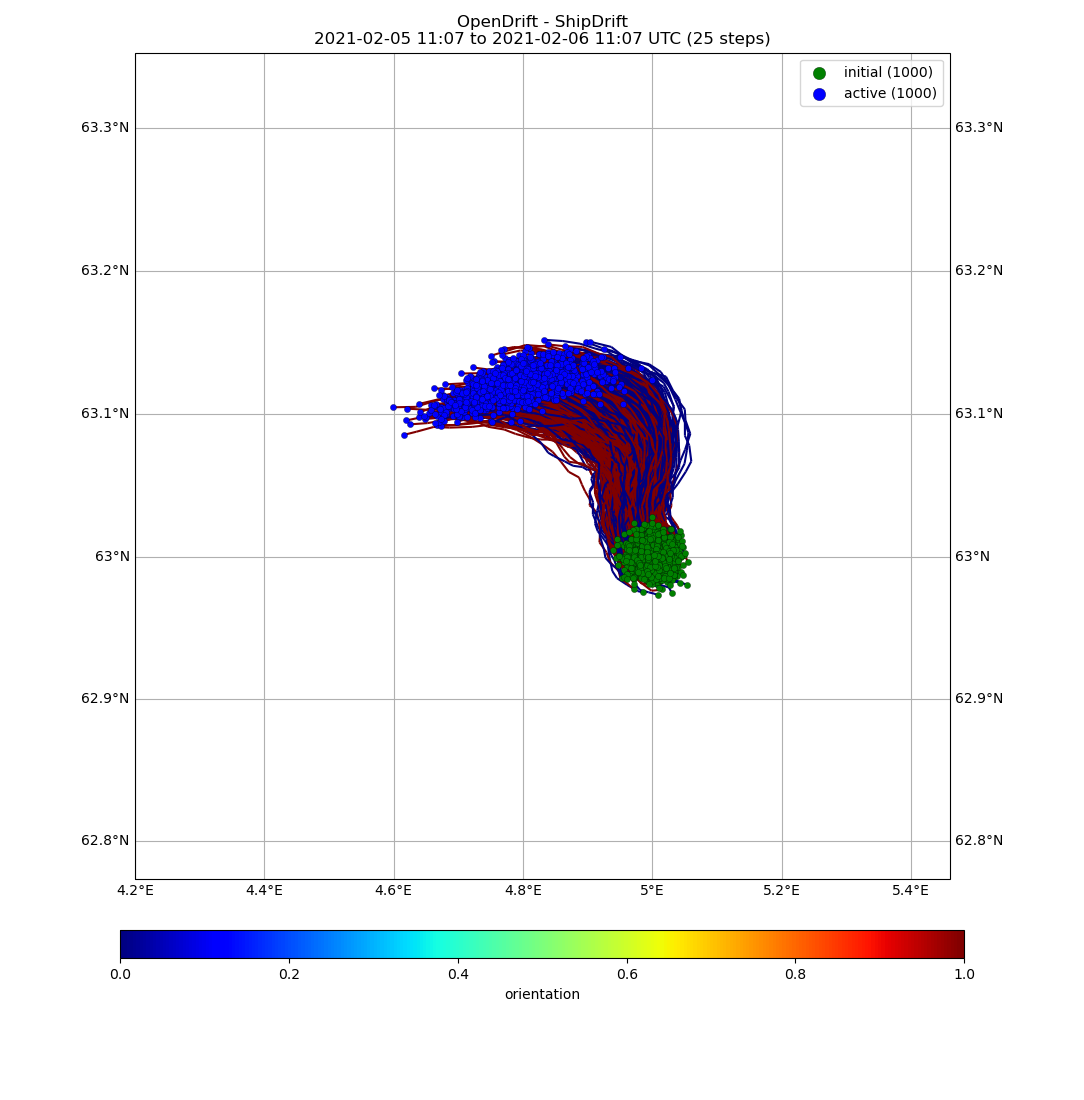 OpenDrift - ShipDrift
2021-02-05 11:07 to 2021-02-06 11:07 UTC (25 steps)
initial (1000)
active (1000)
63.3°N 63.3°N
63.2°N 63.2°N
63.1°N 63.1°N
63°N 63°N
62.9°N 62.9°N
62.8°N 62.8°N
4.2°E 4.4°E 4.6°E 4.8°E 5°E 5.2°E 5.4°E
0.0 0.2 0.4 0.6 0.8 1.0
orientation